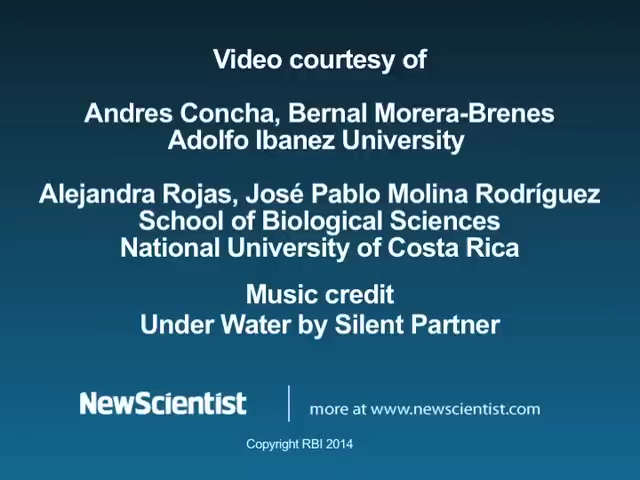 Video courtesy of
Andres Concha, Bernal Morera-Brenes
Adolfo Ibanez University
Alejandra Rojas, José Pablo Molina Rodríguez
School of Biological Sciences
National University of Costa Rica
Music credit
Under Water by Silent Partner
NewScientist
more at www.newscientist.com
Copyright RBI 2014